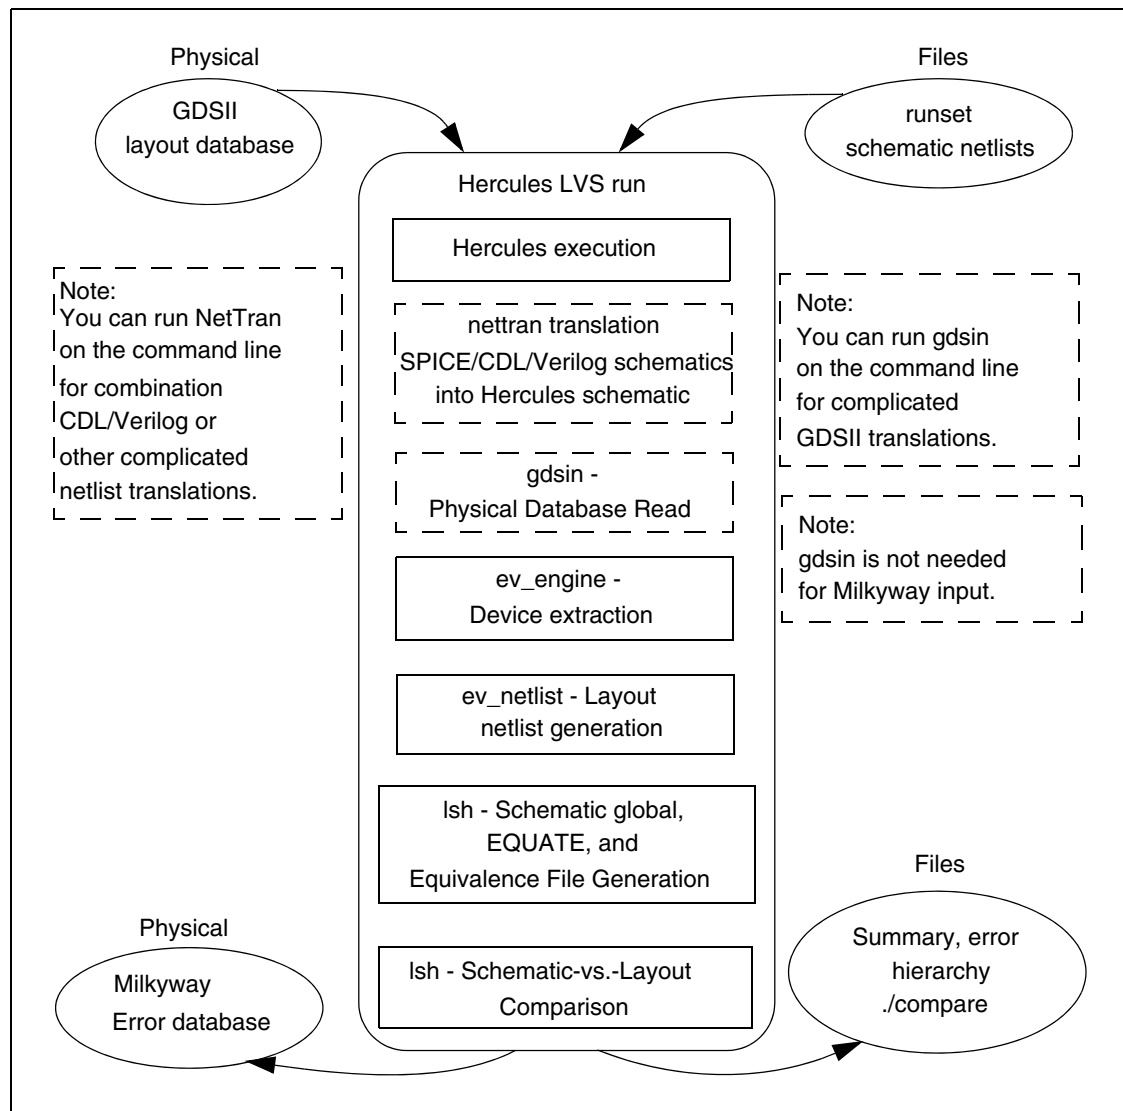 Physical
GDSII
layout database
Files
runset
schematic netlists
Hercules LVS run
Hercules execution
Note:
You can run NetTran
on the command line
for combination
CDL/Verilog or
other complicated
netlist translations.
nettran translation
SPICE/CDL/Verilog schematics
into Hercules schematic
Note:
You can run gdsin
on the command line
for complicated
GDSII translations.
gdsin -
Physical Database Read
Note:
gdsin is not needed
for Milkyway input.
ev_engine -
Device extraction
ev_netlist - Layout
netlist generation
lsh - Schematic global,
EQUATE, and
Equivalence File Generation
lsh - Schematic-vs.-Layout
Comparison
Physical
Milkyway
Error database
Files
Summary, error
hierarchy
./compare